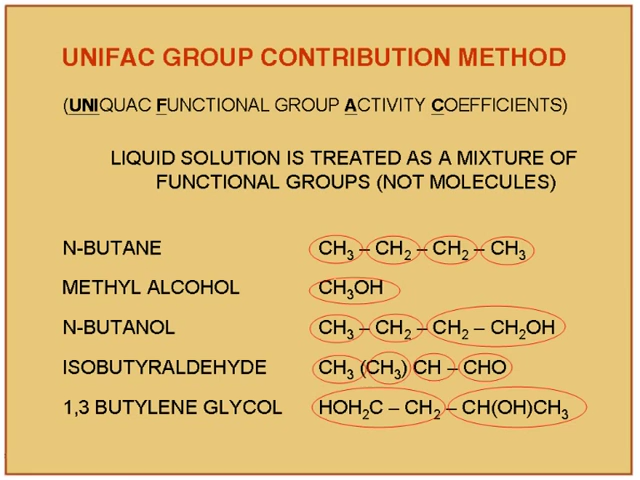 UNIFAC GROUP CONTRIBUTION METHOD
(UNIQUAC FUNCTIONAL GROUP ACTIVITY COEFFICIENTS)
LIQUID SOLUTION IS TREATED AS A MIXTURE OF
FUNCTIONAL GROUPS (NOT MOLECULES)
N-BUTANE CH₃ – CH₂ – CH₂ – CH₃
METHYL ALCOHOL CH₃OH
N-BUTANOL CH₃ – CH₂ – CH₂ – CH₂OH
ISOBUTYRALDEHYDE CH₃ (CH₃) CH – CHO
1,3 BUTYLENE GLYCOL HOH₂C – CH₂ – CH(OH)CH₃